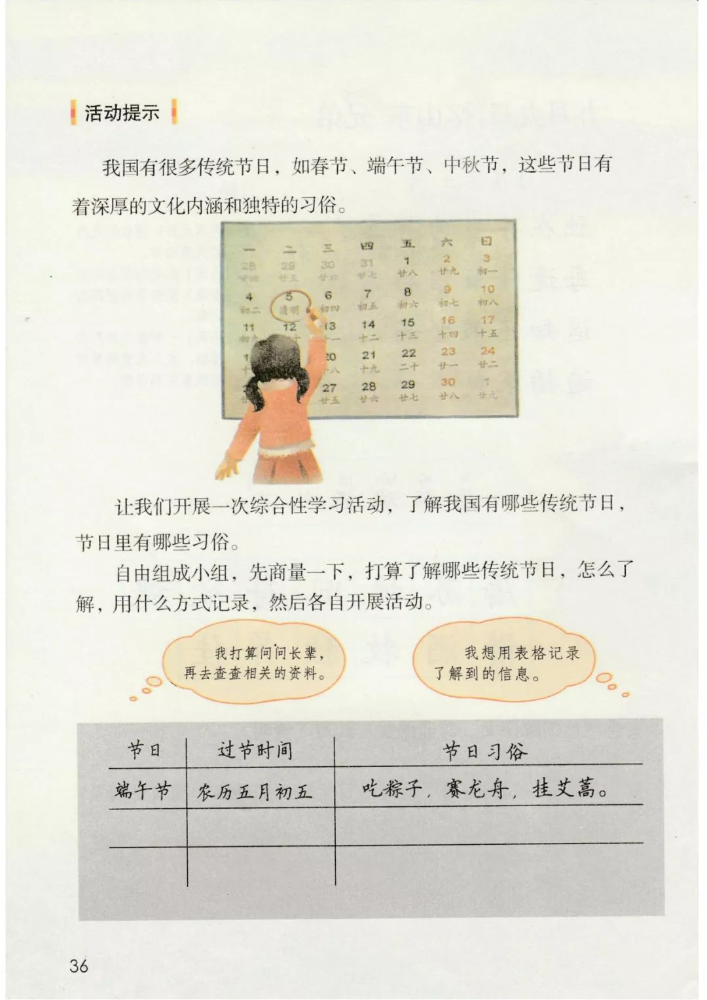 活动提示
我国有很多传统节日，如春节、端午节、中秋节，这些节日有
着深厚的文化内涵和独特的习俗。
一 二 三 四 五 六 日
28 29 30 31 1 2 3
廿四 廿五 廿六 廿七 廿八 廿九 初一
4 5 6 7 8 9 10
初二 清明 初四 初五 初六 初七 初八
11 12 13 14 15 16 17
十二 十三 十四 十五
20 21 22 23 24
十九 二十 廿一 廿二
27 28 29 30 1
廿五 廿六 廿七 廿八 廿九
让我们开展一次综合性学习活动，了解我国有哪些传统节日，
节日里有哪些习俗。
自由组成小组，先商量一下，打算了解哪些传统节日，怎么了
解，用什么方式记录，然后各自开展活动。
我打算问问长辈，
再去查查相关的资料。
我想用表格记录
了解到的信息。
节日 过节时间 节日习俗
端午节 农历五月初五 吃粽子，赛龙舟，挂艾蒿。
36